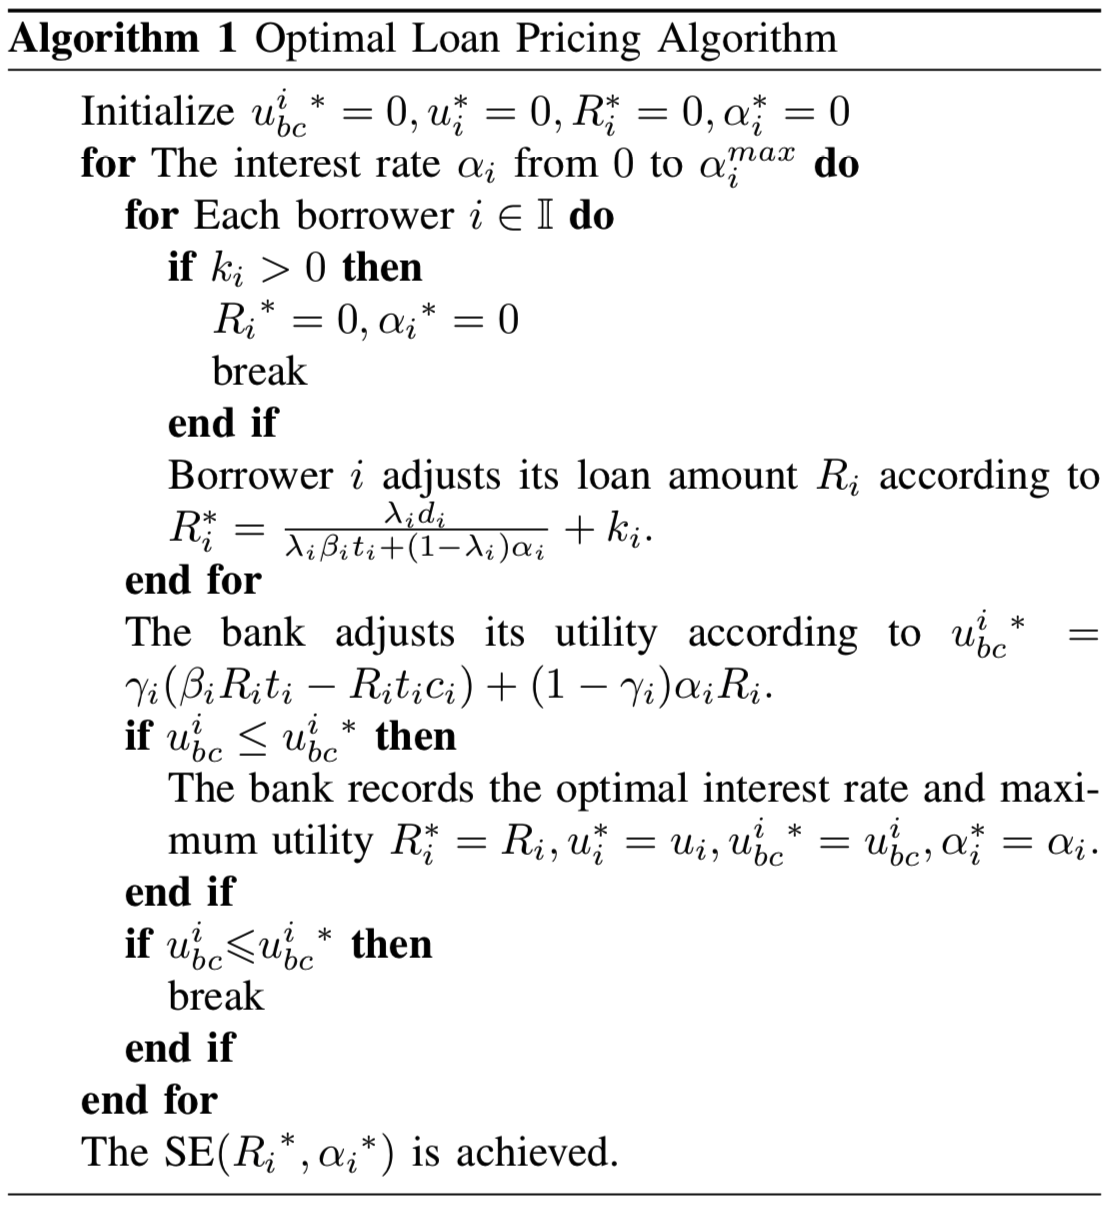 Algorithm 1 Optimal Loan Pricing Algorithm
Initialize $u_{bc}^{i}{}^{*} = 0, u_i^* = 0, R_i^* = 0, \alpha_i^* = 0$
for The interest rate $\alpha_i$ from 0 to $\alpha_i^{max}$ do
for Each borrower $i \in \mathbb{I}$ do
if $k_i > 0$ then
$R_i{}^* = 0, \alpha_i{}^* = 0$
break
end if
Borrower $i$ adjusts its loan amount $R_i$ according to
$R_i^* = \frac{\lambda_i d_i}{\lambda_i \beta_i t_i + (1-\lambda_i)\alpha_i} + k_i.$
end for
The bank adjusts its utility according to $u_{bc}^{i}{}^{*} =$
$\gamma_i(\beta_i R_i t_i - R_i t_i c_i) + (1 - \gamma_i)\alpha_i R_i.$
if $u_{bc}^{i} \leq u_{bc}^{i}{}^{*}$ then
The bank records the optimal interest rate and maxi-
mum utility $R_i^* = R_i, u_i^* = u_i, u_{bc}^{i}{}^{*} = u_{bc}^{i}, \alpha_i^* = \alpha_i.$
end if
if $u_{bc}^{i} \leqslant u_{bc}^{i}{}^{*}$ then
break
end if
end for
The SE$(R_i{}^*, \alpha_i{}^*)$ is achieved.